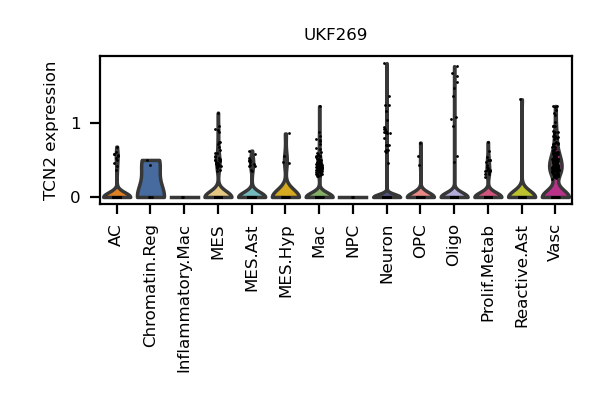 UKF269
TCN2 expression
1
0
AC
Chromatin.Reg
Inflammatory.Mac
MES
MES.Ast
MES.Hyp
Mac
NPC
Neuron
OPC
Oligo
Prolif.Metab
Reactive.Ast
Vasc